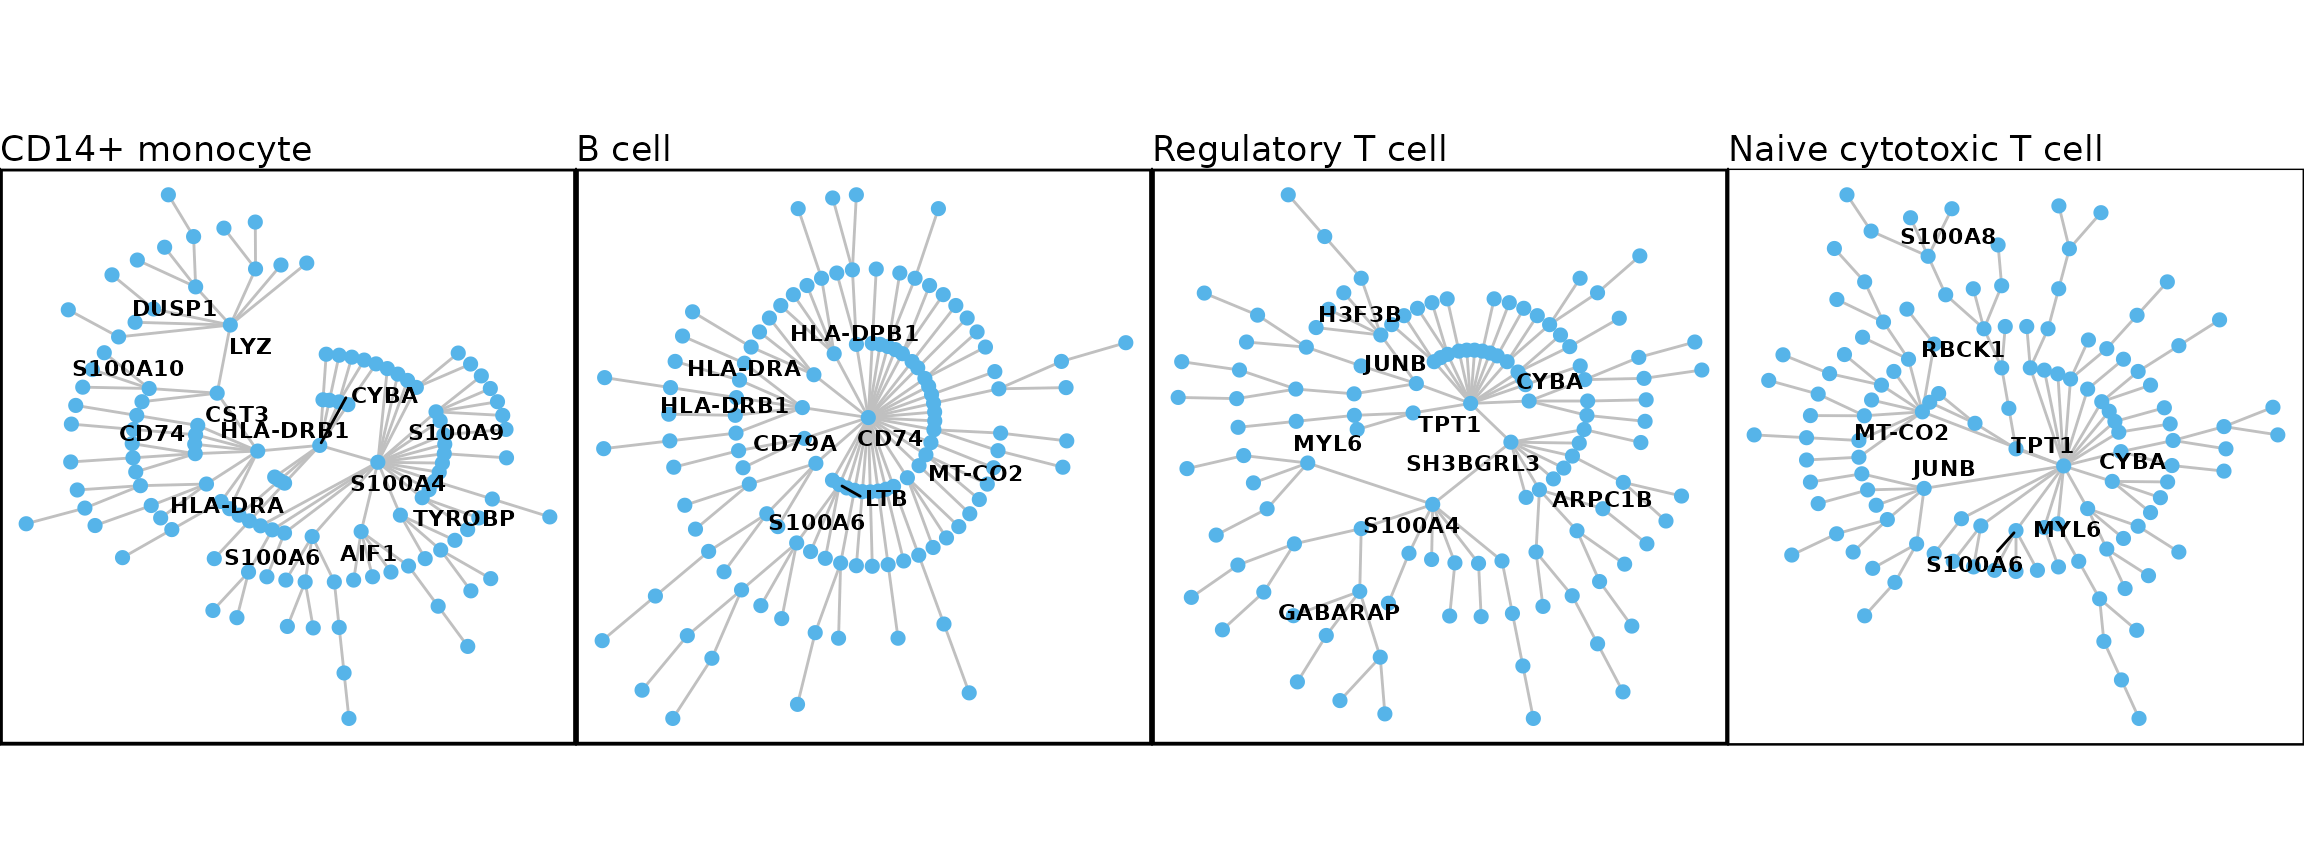 CD14+ monocyte
DUSP1
LYZ
S100A10
CYBA
CST3
HLA-DRB1
CD74
S100A9
S100A4
HLA-DRA
TYROBP
S100A6
AIF1
B cell
HLA-DPB1
HLA-DRA
HLA-DRB1
CD79A
CD74
MT-CO2
LTB
S100A6
Regulatory T cell
H3F3B
JUNB
CYBA
TPT1
MYL6
SH3BGRL3
ARPC1B
S100A4
GABARAP
Naive cytotoxic T cell
S100A8
RBCK1
MT-CO2
TPT1
JUNB
CYBA
MYL6
S100A6